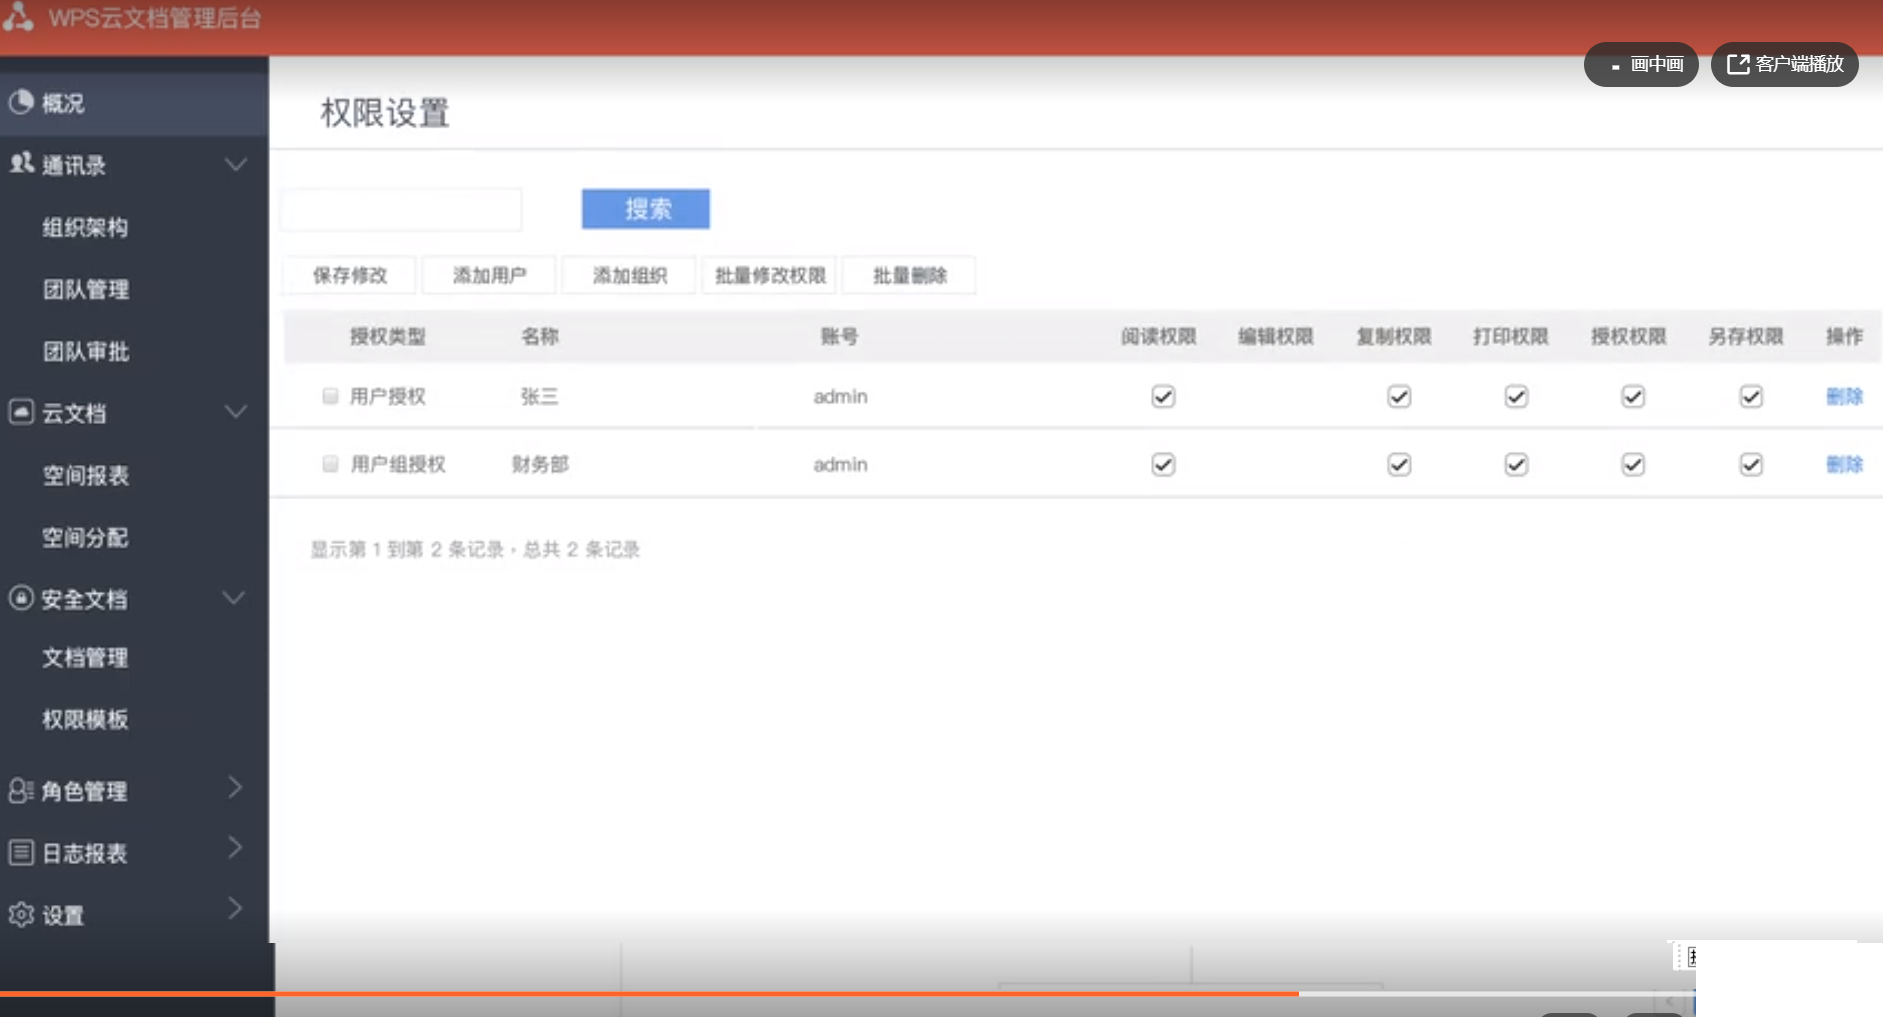 WPS云文档管理后台
画中画
客户端播放
概况
权限设置
通讯录
搜索
组织架构
保存修改 添加用户 添加组织 批量修改权限 批量删除
团队管理
授权类型 名称 账号 阅读权限 编辑权限 复制权限 打印权限 授权权限 另存权限 操作
团队审批
用户授权 张三 admin 删除
云文档
用户组授权 财务部 admin 删除
空间报表
空间分配
显示第 1 到第 2 条记录，总共 2 条记录
安全文档
文档管理
权限模板
角色管理
日志报表
设置